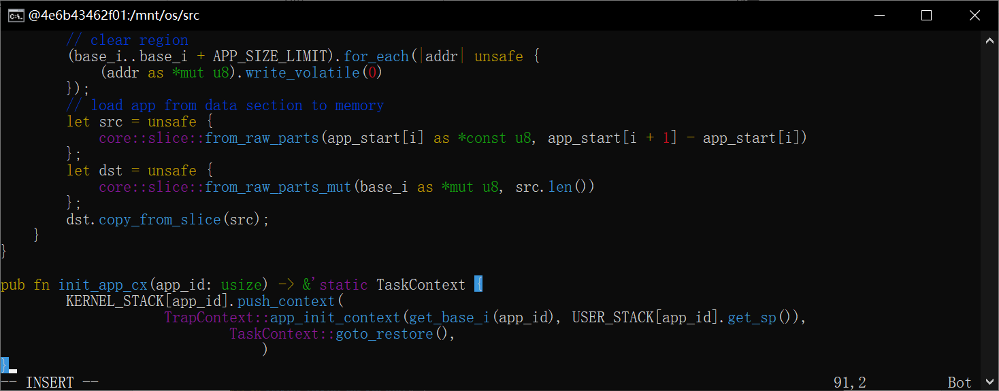 @4e6b43462f01:/mnt/os/src
        // clear region
        (base_i..base_i + APP_SIZE_LIMIT).for_each(|addr| unsafe {
            (addr as *mut u8).write_volatile(0)
        });
        // load app from data section to memory
        let src = unsafe {
            core::slice::from_raw_parts(app_start[i] as *const u8, app_start[i + 1] - app_start[i])
        };
        let dst = unsafe {
            core::slice::from_raw_parts_mut(base_i as *mut u8, src.len())
        };
        dst.copy_from_slice(src);
    }
}
pub fn init_app_cx(app_id: usize) -> &'static TaskContext {
        KERNEL_STACK[app_id].push_context(
                    TrapContext::app_init_context(get_base_i(app_id), USER_STACK[app_id].get_sp()),
                            TaskContext::goto_restore(),
                                )
}
-- INSERT -- 91,2 Bot